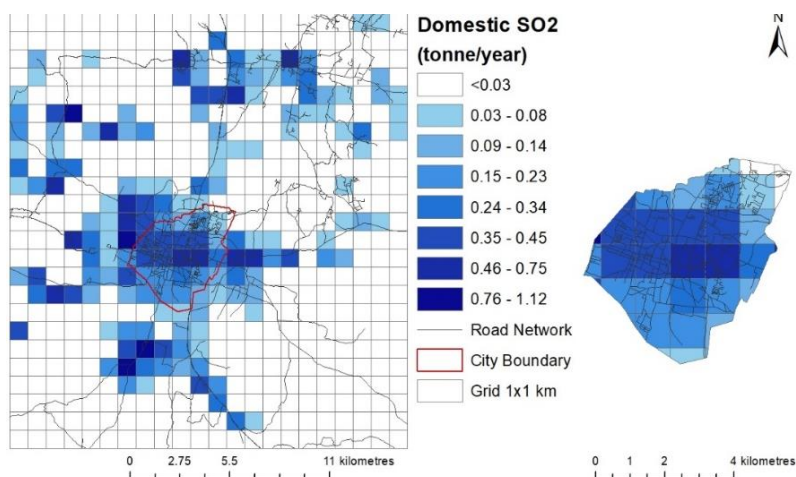 Domestic SO2
(tonne/year)
<0.03
0.03 - 0.08
0.09 - 0.14
0.15 - 0.23
0.24 - 0.34
0.35 - 0.45
0.46 - 0.75
0.76 - 1.12
Road Network
City Boundary
Grid 1x1 km
N
0 2.75 5.5 11 kilometres
0 1 2 4 kilometres